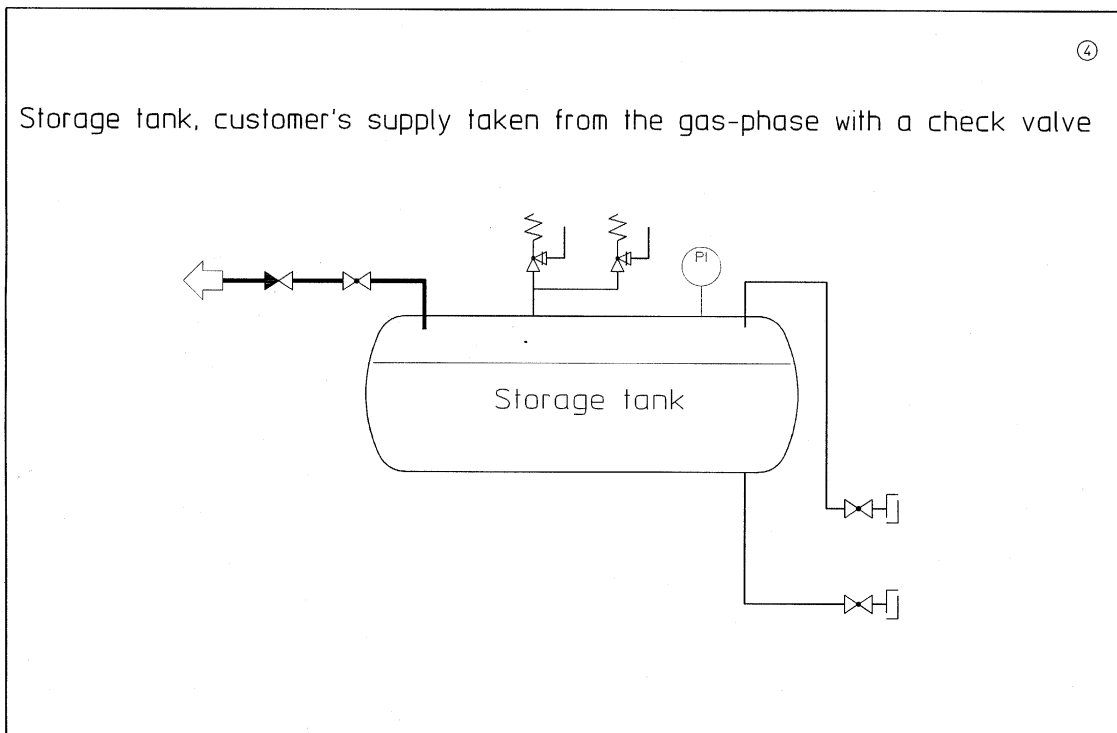 ④
Storage tank, customer's supply taken from the gas-phase with a check valve
PI
Storage tank